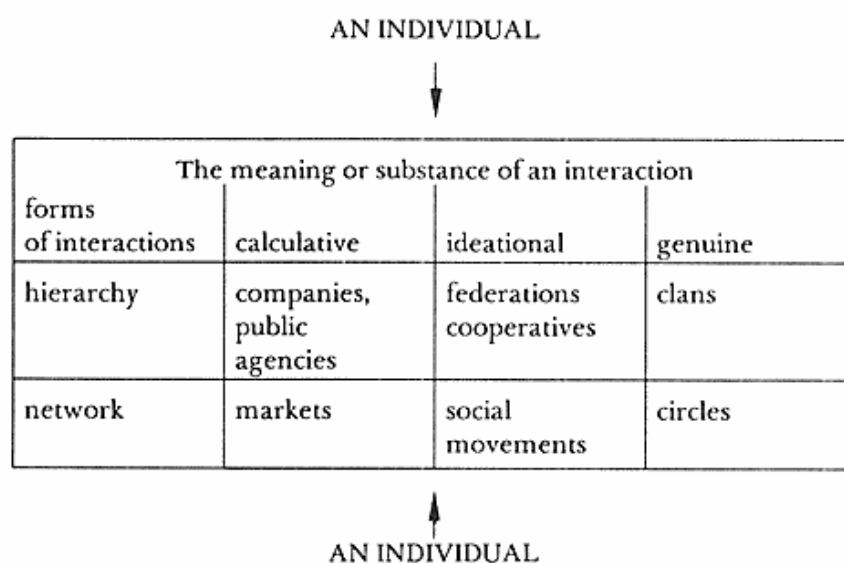 AN INDIVIDUAL
The meaning or substance of an interaction
forms
of interactions calculative ideational genuine
hierarchy companies, federations clans
public cooperatives
agencies
network markets social circles
movements
AN INDIVIDUAL